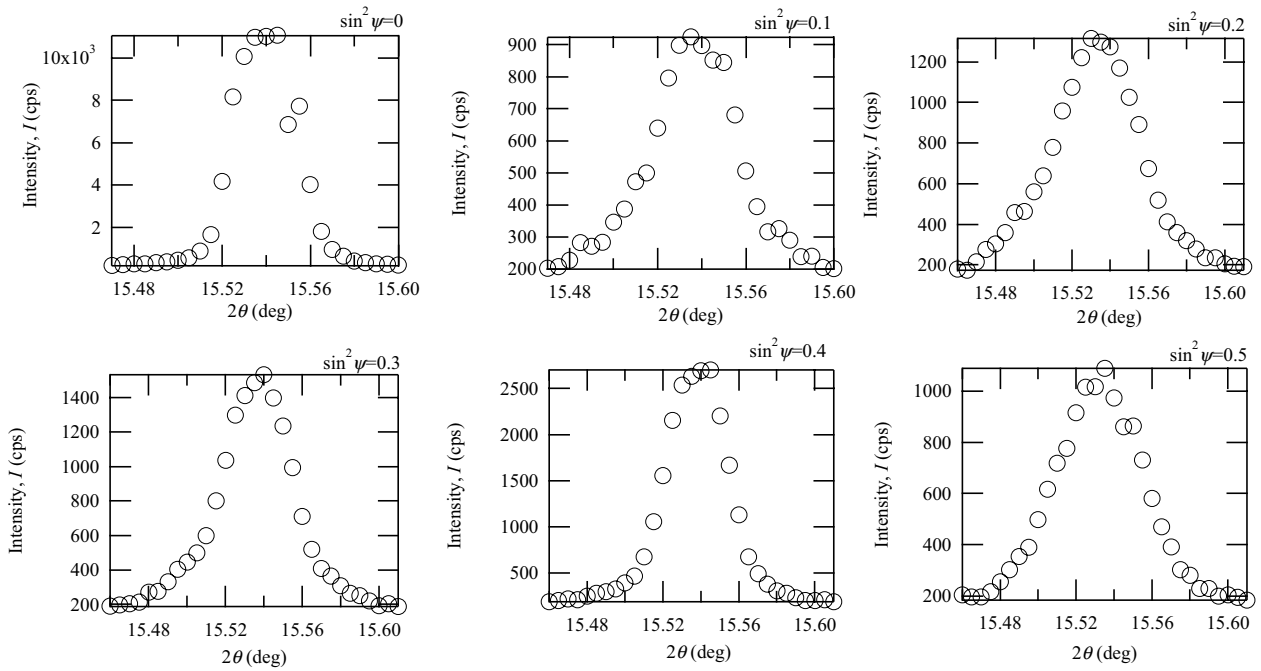 sin² ψ=0
10x10³
8
6
4
2
Intensity, I (cps)
15.48 15.52 15.56 15.60
2θ (deg)
sin² ψ=0.1
900
800
700
600
500
400
300
200
Intensity, I (cps)
15.48 15.52 15.56 15.60
2θ (deg)
sin² ψ=0.2
1200
1000
800
600
400
200
Intensity, I (cps)
15.48 15.52 15.56 15.60
2θ (deg)
sin² ψ=0.3
1400
1200
1000
800
600
400
200
Intensity, I (cps)
15.48 15.52 15.56 15.60
2θ (deg)
sin² ψ=0.4
2500
2000
1500
1000
500
Intensity, I (cps)
15.48 15.52 15.56 15.60
2θ (deg)
sin² ψ=0.5
1000
800
600
400
200
Intensity, I (cps)
15.48 15.52 15.56 15.60
2θ (deg)